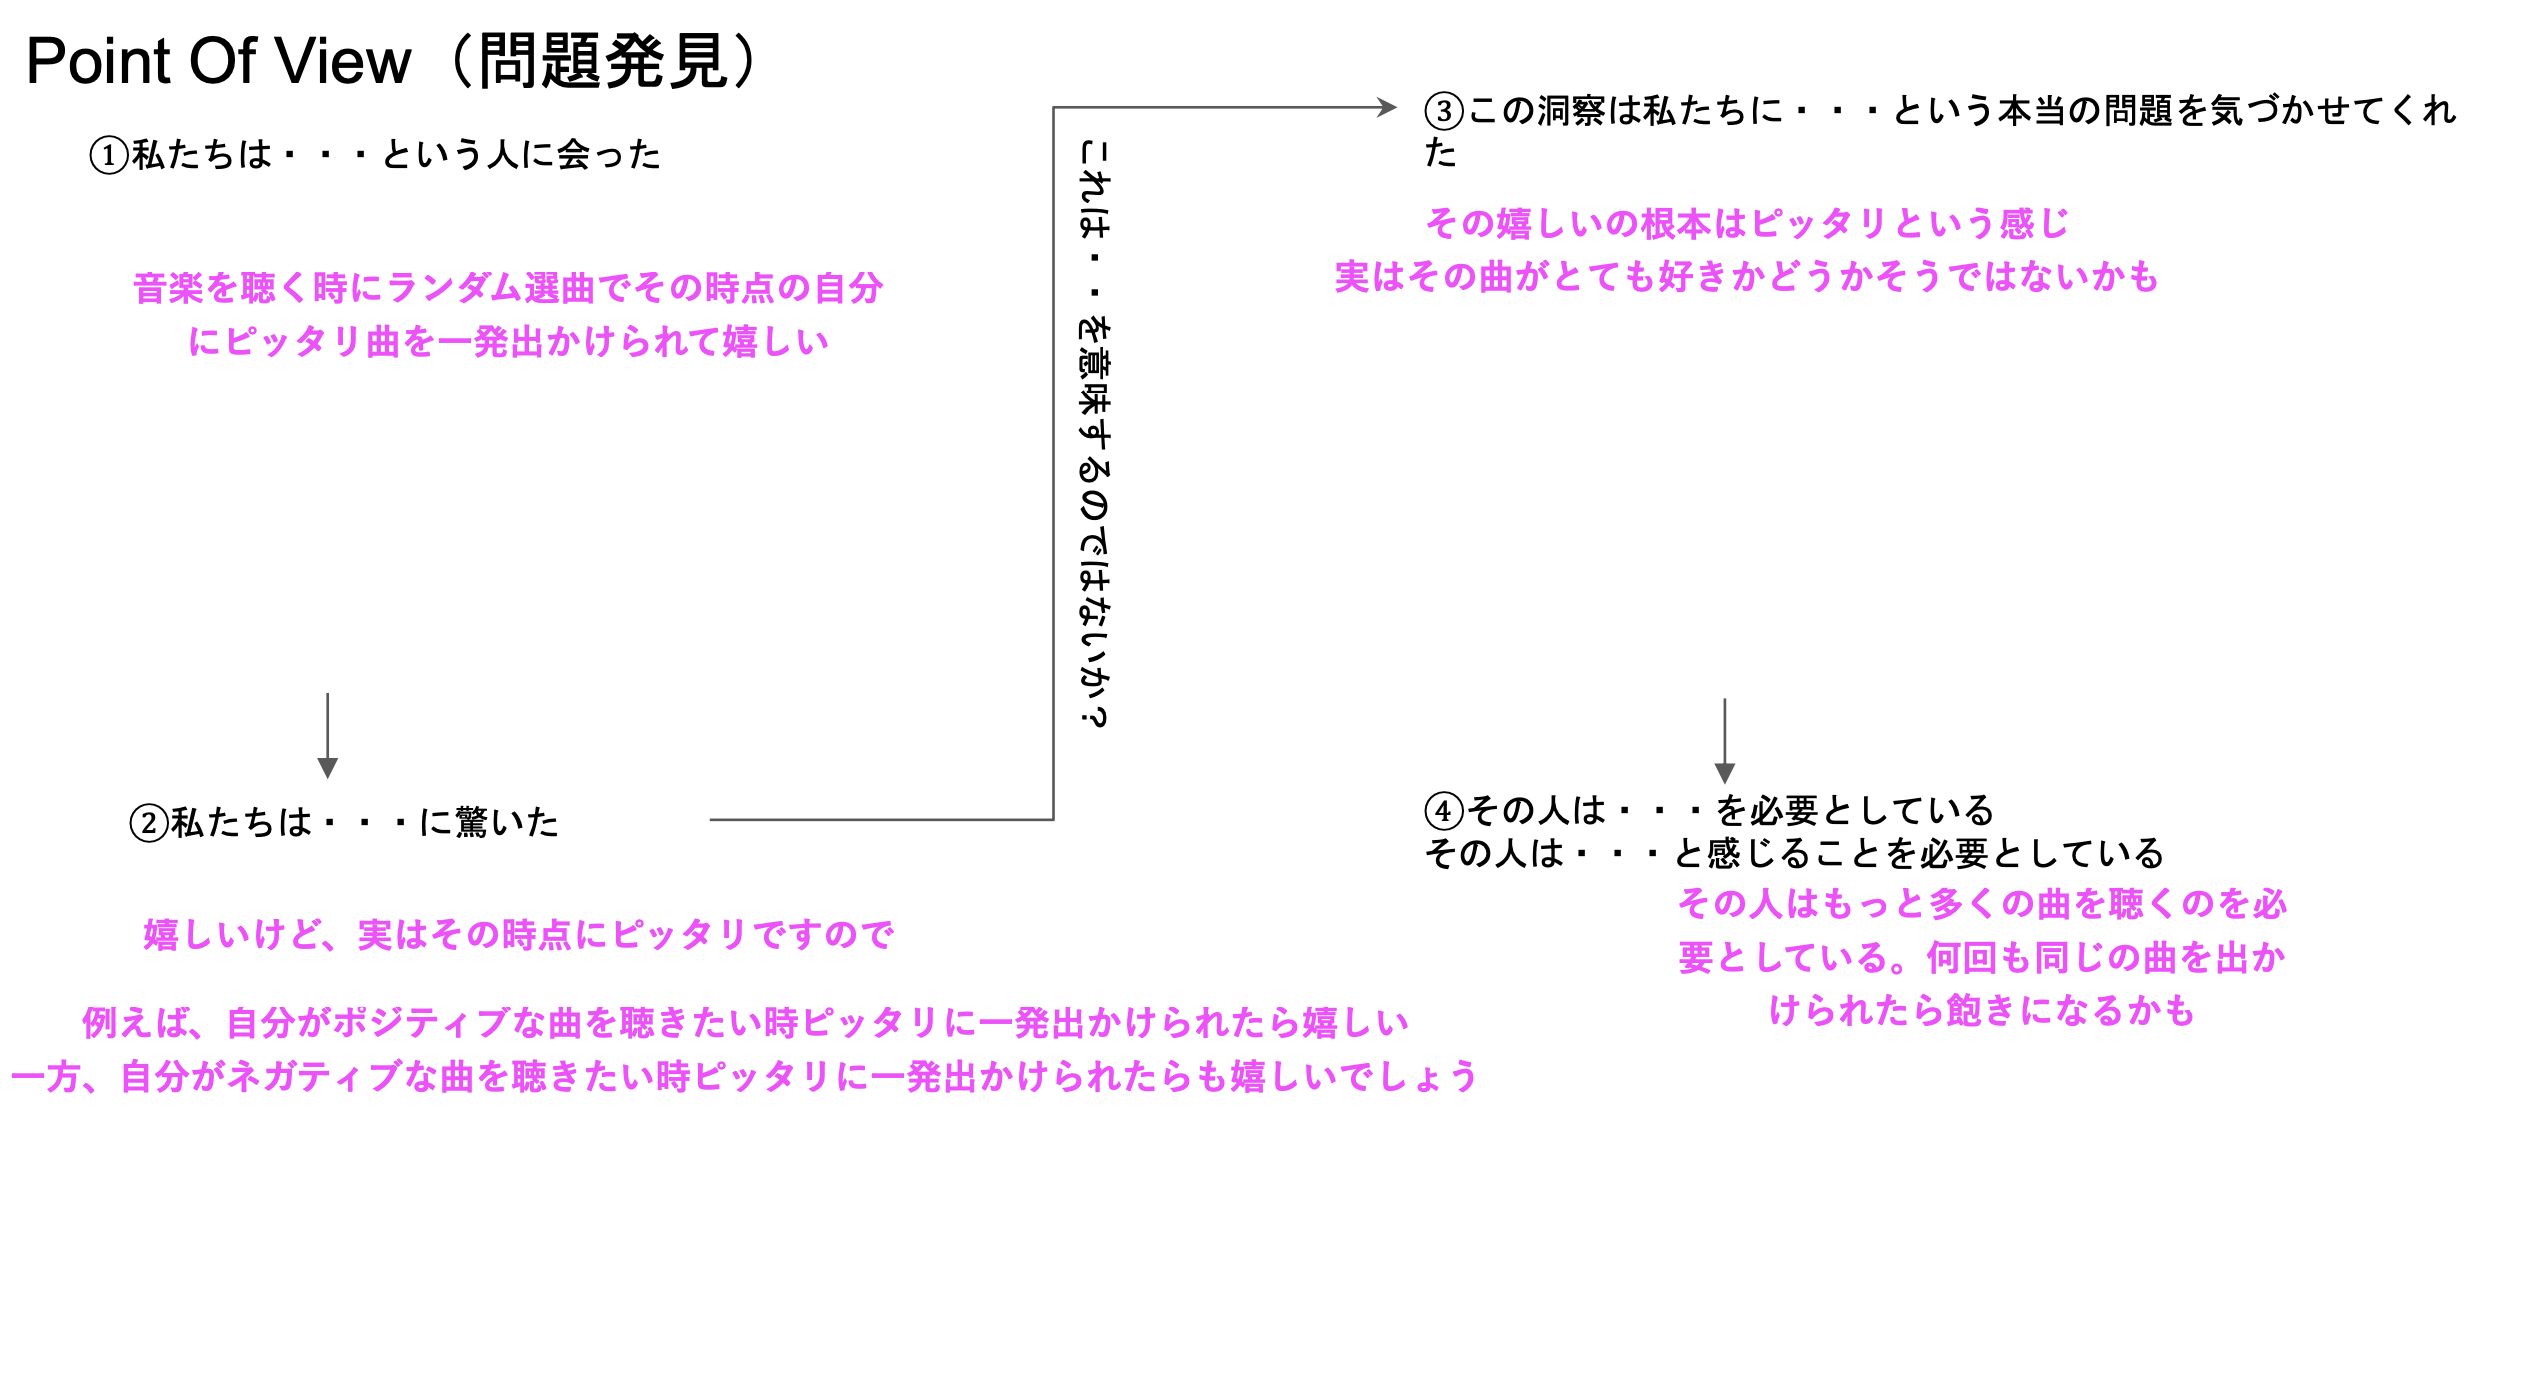 Point Of View（問題発見）
①私たちは・・・という人に会った
音楽を聴く時にランダム選曲でその時点の自分
にピッタリ曲を一発出かけられて嬉しい
②私たちは・・・に驚いた
嬉しいけど、実はその時点にピッタリですので
例えば、自分がポジティブな曲を聴きたい時ピッタリに一発出かけられたら嬉しい
一方、自分がネガティブな曲を聴きたい時ピッタリに一発出かけられたらも嬉しいでしょう
これは・・を意味するのではないか？
③この洞察は私たちに・・・という本当の問題を気づかせてくれ
た
その嬉しいの根本はピッタリという感じ
実はその曲がとても好きかどうかそうではないかも
④その人は・・・を必要としている
その人は・・・と感じることを必要としている
その人はもっと多くの曲を聴くのを必
要としている。何回も同じの曲を出か
けられたら飽きになるかも